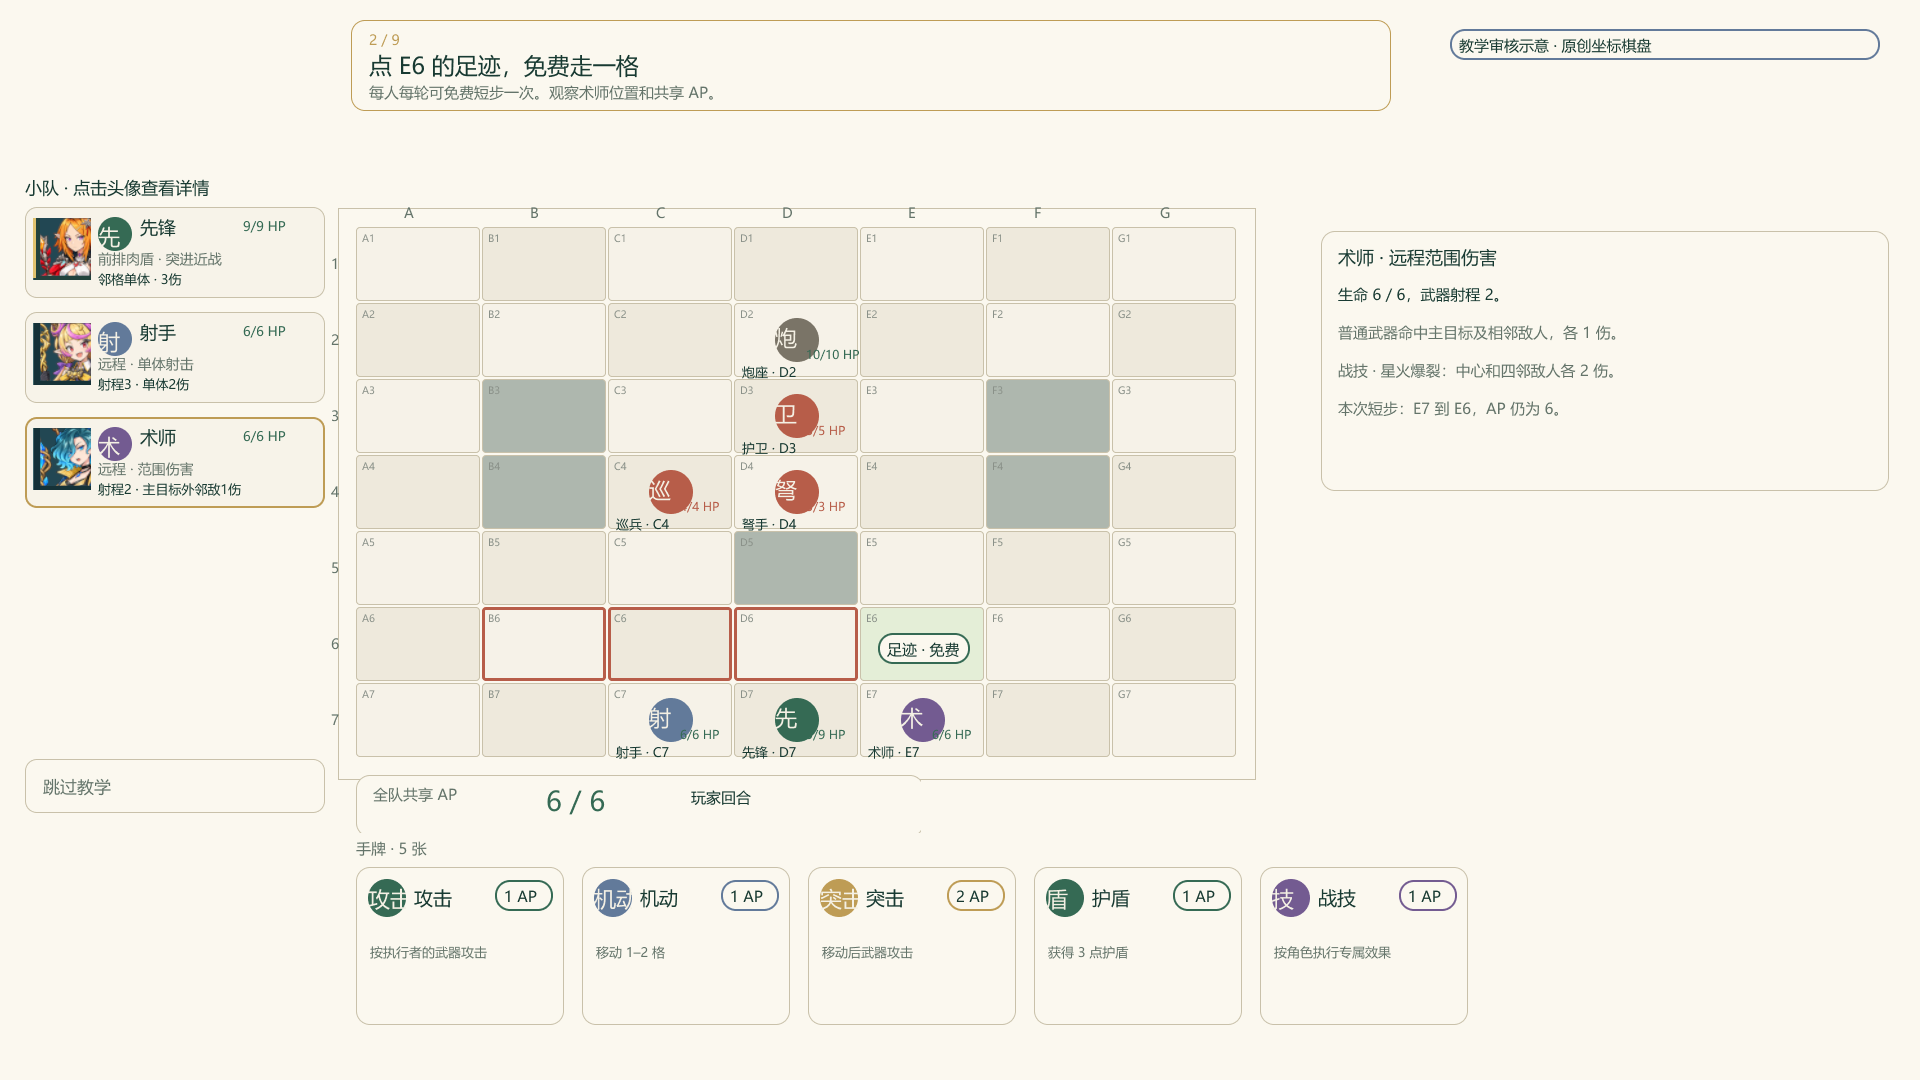 2 / 9
点 E6 的足迹，免费走一格
每人每轮可免费短步一次。观察术师位置和共享 AP。
教学审核示意 · 原创坐标棋盘
小队 · 点击头像查看详情
先 先锋 9/9 HP
前排肉盾 · 突进近战
邻格单体 · 3伤
射 射手 6/6 HP
远程 · 单体射击
射程3 · 单体2伤
术 术师 6/6 HP
远程 · 范围伤害
射程2 · 主目标外邻敌1伤
跳过教学
A B C D E F G
1
A1 B1 C1 D1 E1 F1 G1
2
A2 B2 C2 D2 E2 F2 G2
炮
10/10 HP
炮座 · D2
3
A3 B3 C3 D3 E3 F3 G3
卫
/5 HP
护卫 · D3
4
A4 B4 C4 D4 E4 F4 G4
巡 弩
/4 HP /3 HP
巡兵 · C4 弩手 · D4
5
A5 B5 C5 D5 E5 F5 G5
6
A6 B6 C6 D6 E6 F6 G6
足迹 · 免费
7
A7 B7 C7 D7 E7 F7 G7
射 先 术
6/6 HP /9 HP 6/6 HP
射手 · C7 先锋 · D7 术师 · E7
术师 · 远程范围伤害
生命 6 / 6，武器射程 2。
普通武器命中主目标及相邻敌人，各 1 伤。
战技 · 星火爆裂：中心和四邻敌人各 2 伤。
本次短步：E7 到 E6，AP 仍为 6。
全队共享 AP 6 / 6 玩家回合
手牌 · 5 张
攻击 攻击 1 AP
按执行者的武器攻击
机动 机动 1 AP
移动 1–2 格
突击 突击 2 AP
移动后武器攻击
盾 护盾 1 AP
获得 3 点护盾
技 战技 1 AP
按角色执行专属效果